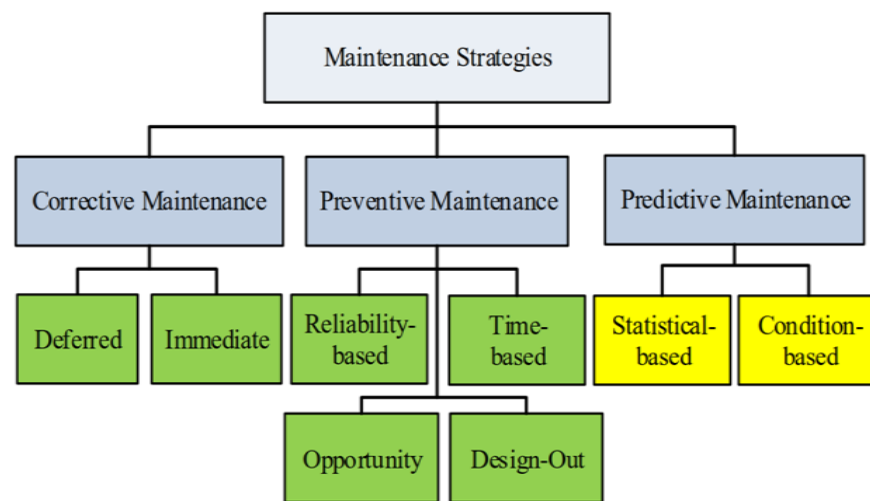 Maintenance Strategies
Corrective Maintenance
Preventive Maintenance
Predictive Maintenance
Deferred
Immediate
Reliability-
based
Time-
based
Statistical-
based
Condition-
based
Opportunity
Design-Out